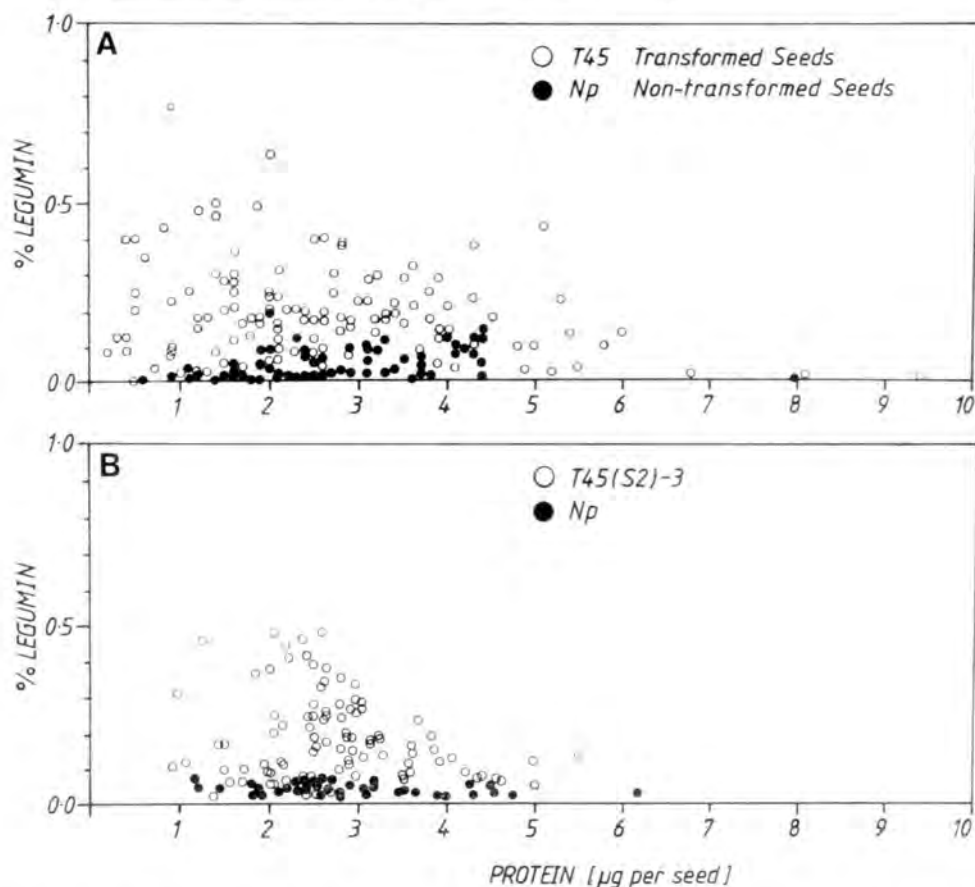 A
1·0
○ T45 Transformed Seeds
● Np Non-transformed Seeds
% LEGUMIN
0·5
0·0
1 2 3 4 5 6 7 8 9 10
B
1·0
○ T45(S2)-3
● Np
% LEGUMIN
0·5
0·0
1 2 3 4 5 6 7 8 9 10
PROTEIN [µg per seed]